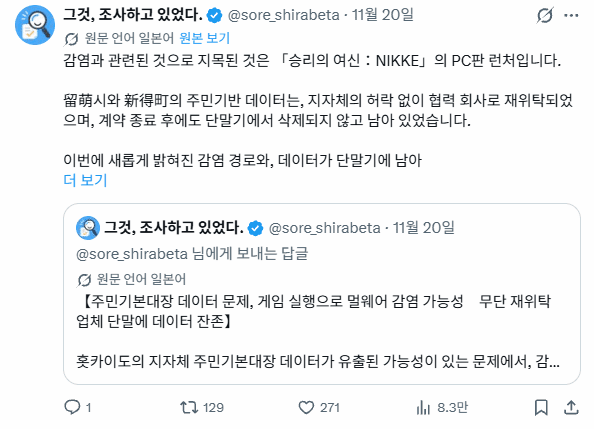 그것, 조사하고 있었다. @sore_shirabeta · 11월 20일
원문 언어 일본어 원본 보기
감염과 관련된 것으로 지목된 것은 「승리의 여신：NIKKE」의 PC판 런처입니다.
留萌시와 新得町의 주민기반 데이터는, 지자체의 허락 없이 협력 회사로 재위탁되었
으며, 계약 종료 후에도 단말기에서 삭제되지 않고 남아 있었습니다.
이번에 새롭게 밝혀진 감염 경로와, 데이터가 단말기에 남아
더 보기
그것, 조사하고 있었다. @sore_shirabeta · 11월 20일
@sore_shirabeta 님에게 보내는 답글
원문 언어 일본어
【주민기본대장 데이터 문제, 게임 실행으로 멀웨어 감염 가능성　무단 재위탁
업체 단말에 데이터 잔존】
홋카이도의 지자체 주민기본대장 데이터가 유출된 가능성이 있는 문제에서, 감...
1 129 271 8.3만